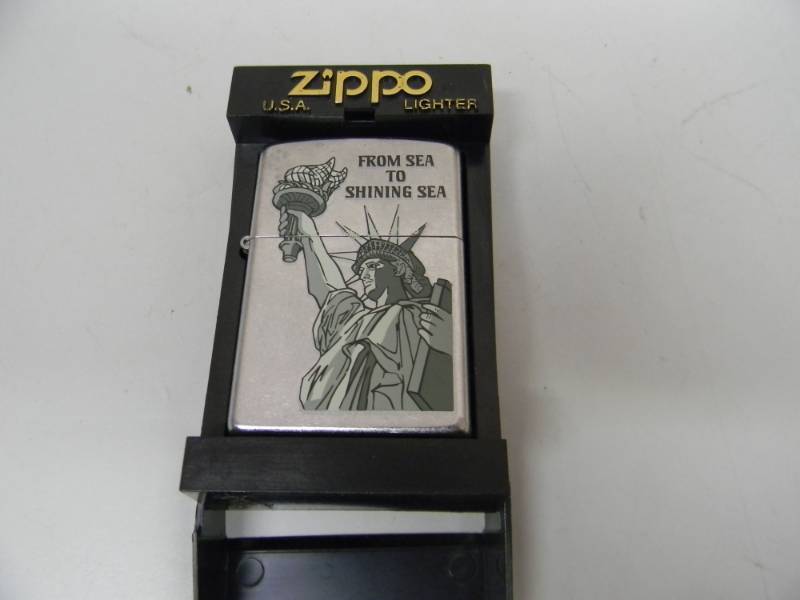 Zippo
U.S.A. LIGHTER
FROM SEA
TO
SHINING SEA